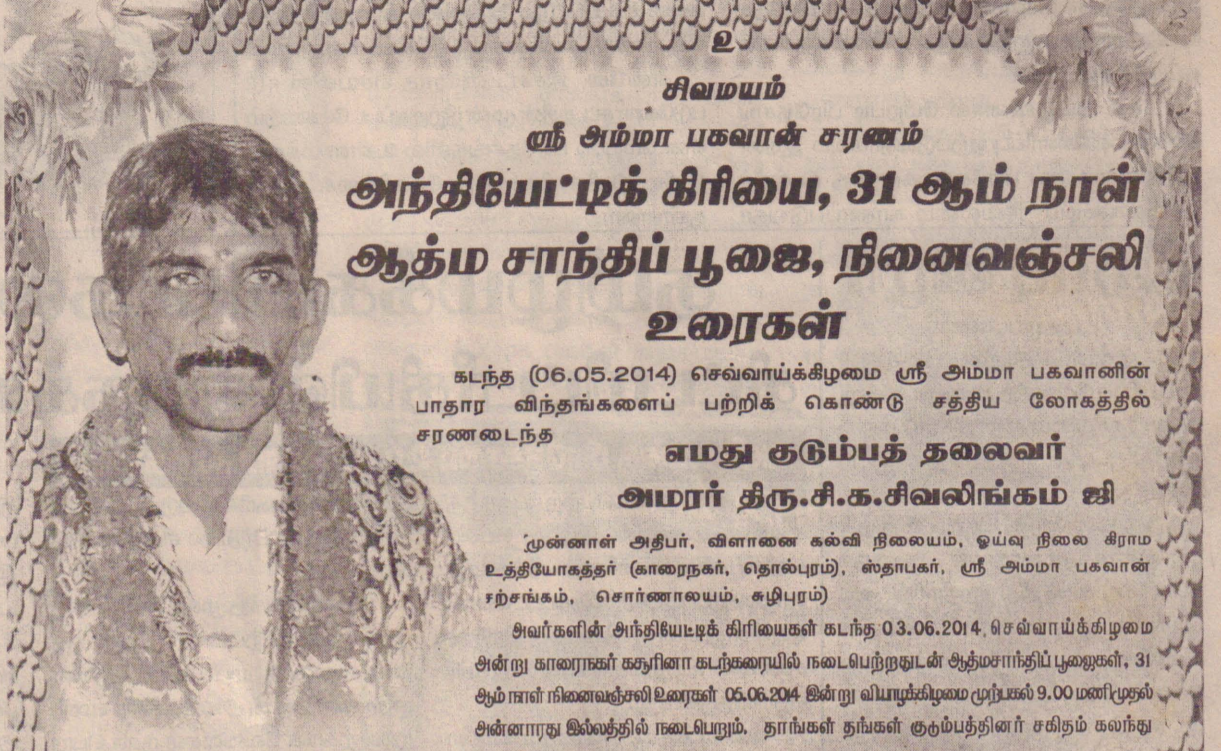 உ
சிவமயம்
ஸ்ரீ அம்மா பகவான் சரணம்
அந்தியேட்டிக் கிரியை, 31 ஆம் நாள்
ஆத்ம சாந்திப் பூஜை, நினைவஞ்சலி
உரைகள்
கடந்த (06.05.2014) செவ்வாய்க்கிழமை ஸ்ரீ அம்மா பகவானின்
பாதார விந்தங்களைப் பற்றிக் கொண்டு சத்திய லோகத்தில்
சரணடைந்த
எமது குடும்பத் தலைவர்
அமரர் திரு.சி.க.சிவலிங்கம் ஜி
முன்னாள் அதிபர், விளானை கல்வி நிலையம், ஓய்வு நிலை கிராம
உத்தியோகத்தர் (காரைநகர், தொல்புரம்), ஸ்தாபகர், ஸ்ரீ அம்மா பகவான்
சற்சங்கம், சொர்ணாலயம், சுழிபுரம்)
அவர்களின் அந்தியேட்டிக் கிரியைகள் கடந்த 03.06.2014, செவ்வாய்க்கிழமை
அன்று காரைநகர் கசூரினா கடற்கரையில் நடைபெற்றதுடன் ஆத்மசாந்திப் பூஜைகள், 31
ஆம் நாள் நினைவஞ்சலி உரைகள் 05.06.2014 இன்று வியாழக்கிழமை முற்பகல் 9.00 மணிமுதல்
அன்னாரது இல்லத்தில் நடைபெறும். தாங்கள் தங்கள் குடும்பத்தினர் சகிதம் கலந்து